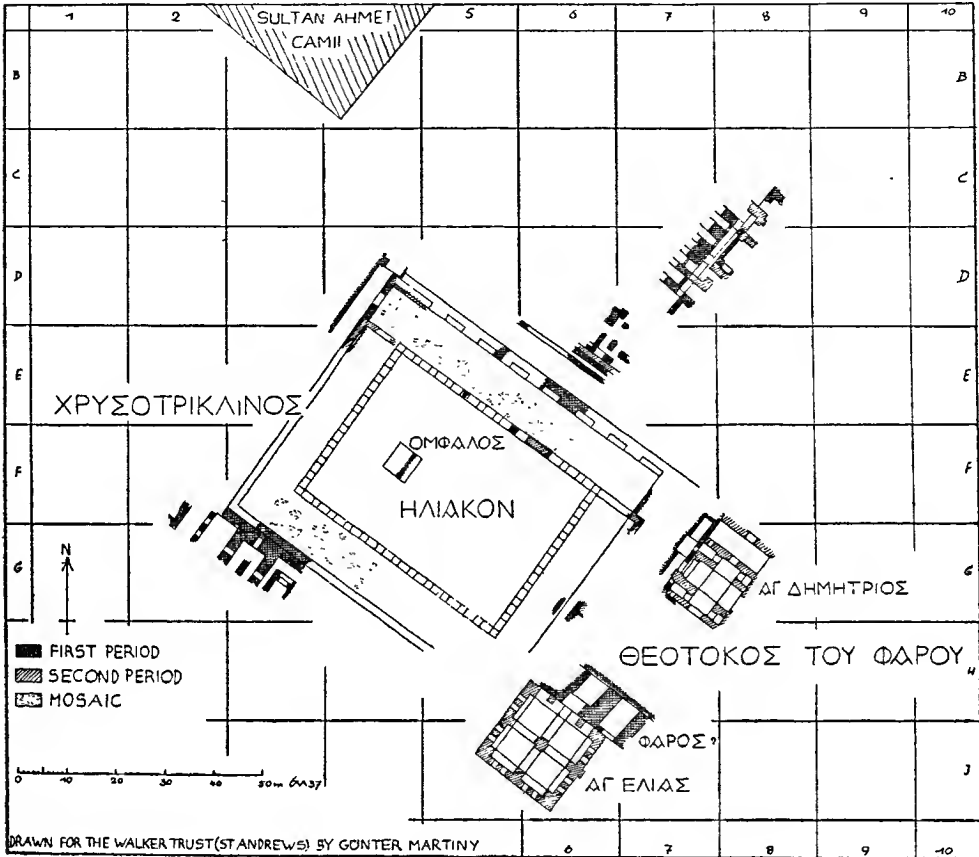 1 2 5 6 7 8 9 10
SULTAN AHMET
CAMII
B B
C C
D D
E E
ΧΡΥΣΟΤΡΙΚΛΙΝΟΣ
ΟΜΦΑΛΟΣ
F F
ΗΛΙΑΚΟΝ
N
G G
ΑΓ ΔΗΜΗΤΡΙΟΣ
FIRST PERIOD
ΘΕΟΤΟΚΟΣ ΤΟΥ ΦΑΡΟΥ
H
SECOND PERIOD
MOSAIC
ΦΑΡΟΣ?
J
ΑΓ ΕΛΙΑΣ
0 10 20 30 40 50m
DRAWN FOR THE WALKER TRUST (ST ANDREWS) BY GÜNTER MARTINY
6 7 8 9 10